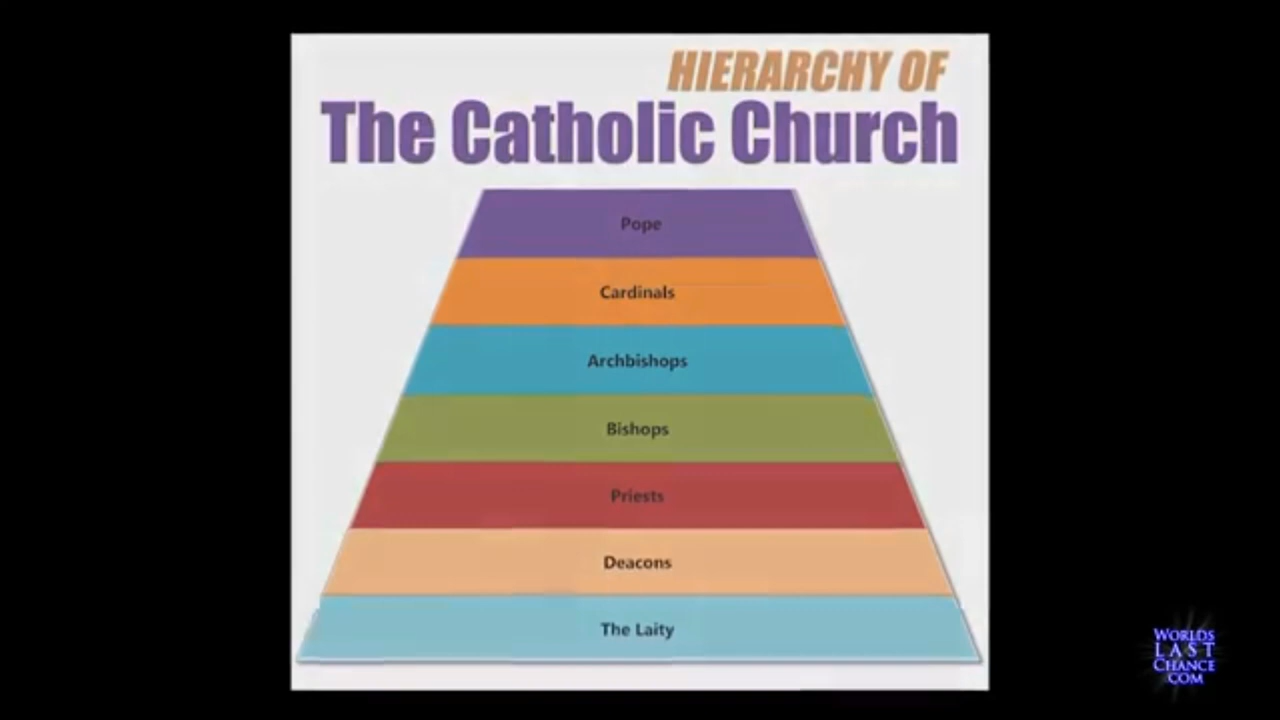 HIERARCHY OF
The Catholic Church
Pope
Cardinals
Archbishops
Bishops
Priests
Deacons
The Laity
WORLDS
LAST
CHANCE
.COM